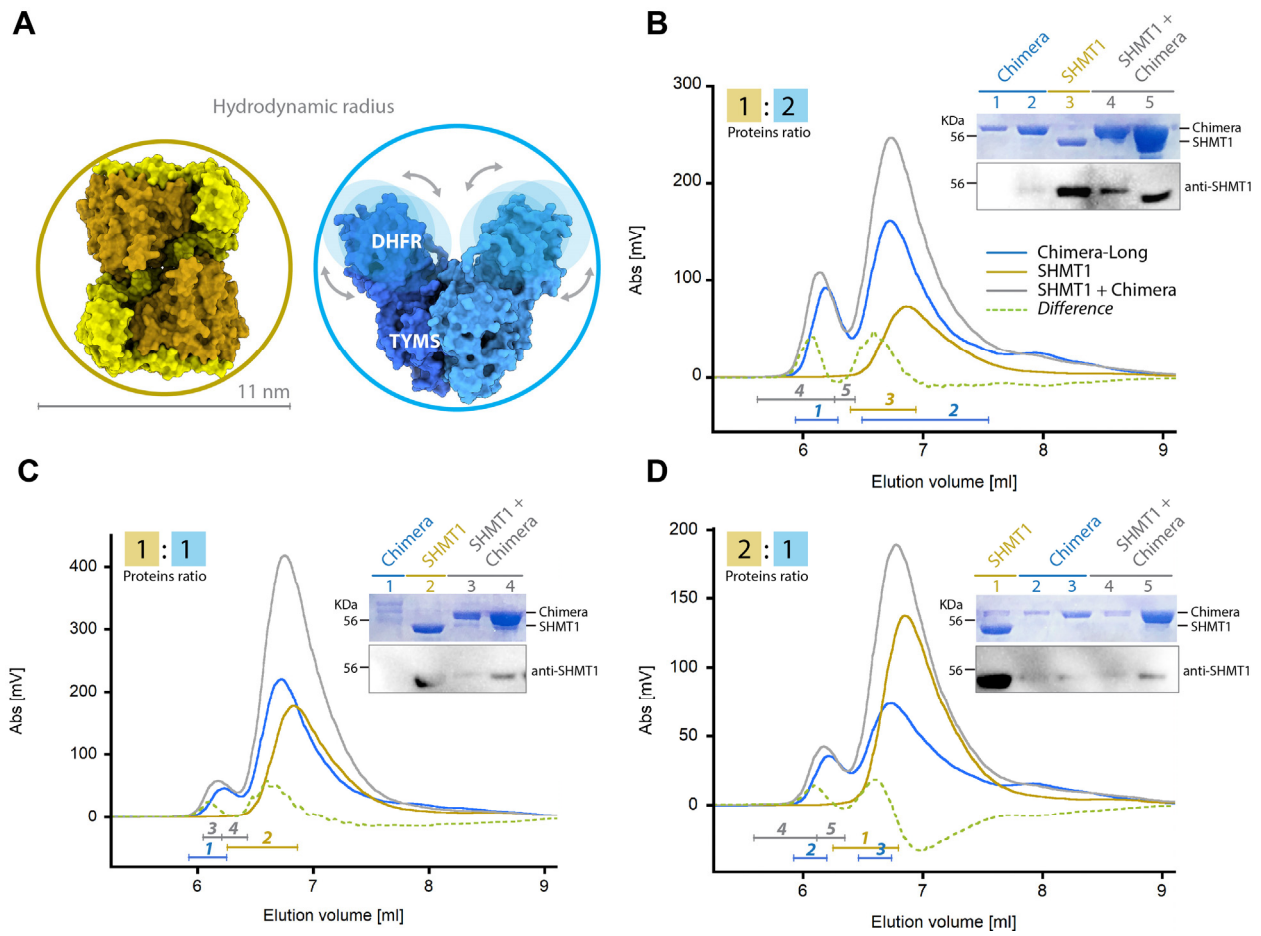 A
Hydrodynamic radius
DHFR
TYMS
11 nm
B
1 : 2
Proteins ratio
Chimera
SHMT1
SHMT1 +
Chimera
1 2 3 4 5
KDa
56
Chimera
SHMT1
56
anti-SHMT1
Chimera-Long
SHMT1
SHMT1 + Chimera
Difference
300
200
100
0
Abs [mV]
4 5
3
1 2
6 7 8 9
Elution volume [ml]
C
1 : 1
Proteins ratio
Chimera
SHMT1
SHMT1 +
Chimera
1 2 3 4
KDa
56
Chimera
SHMT1
56
anti-SHMT1
400
300
200
100
0
Abs [mV]
3 4
2
1
6 7 8 9
Elution volume [ml]
D
2 : 1
Proteins ratio
SHMT1
Chimera
SHMT1 +
Chimera
1 2 3 4 5
KDa
56
Chimera
SHMT1
56
anti-SHMT1
200
150
100
50
0
Abs [mV]
4 5
1
2 3
6 7 8 9
Elution volume [ml]